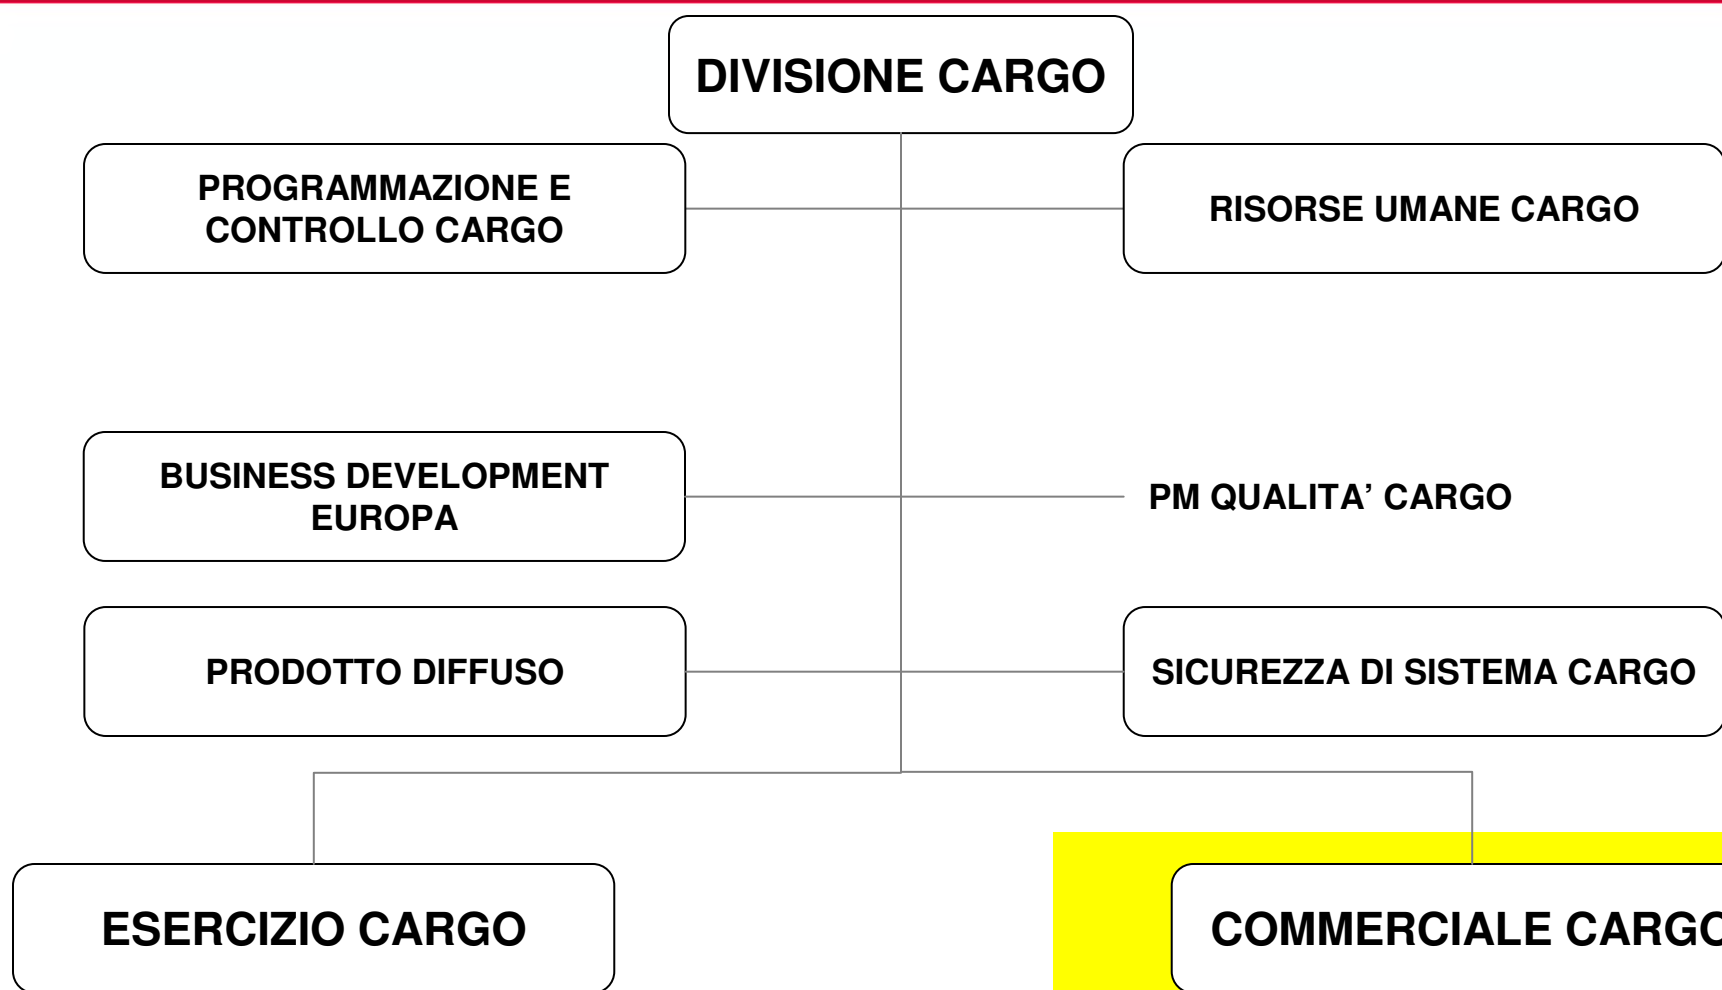 DIVISIONE CARGO
PROGRAMMAZIONE E
CONTROLLO CARGO
RISORSE UMANE CARGO
BUSINESS DEVELOPMENT
EUROPA
PM QUALITA’ CARGO
PRODOTTO DIFFUSO
SICUREZZA DI SISTEMA CARGO
ESERCIZIO CARGO
COMMERCIALE CARGO